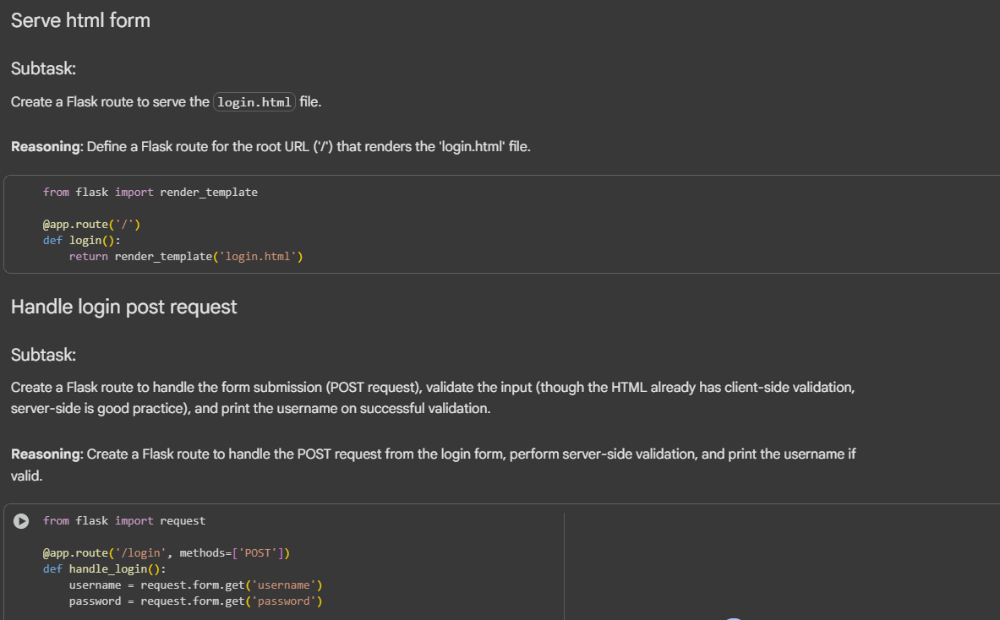 Serve html form
Subtask:
Create a Flask route to serve the login.html file.
Reasoning: Define a Flask route for the root URL ('/') that renders the 'login.html' file.
from flask import render_template
@app.route('/')
def login():
    return render_template('login.html')
Handle login post request
Subtask:
Create a Flask route to handle the form submission (POST request), validate the input (though the HTML already has client-side validation,
server-side is good practice), and print the username on successful validation.
Reasoning: Create a Flask route to handle the POST request from the login form, perform server-side validation, and print the username if
valid.
from flask import request
@app.route('/login', methods=['POST'])
def handle_login():
    username = request.form.get('username')
    password = request.form.get('password')